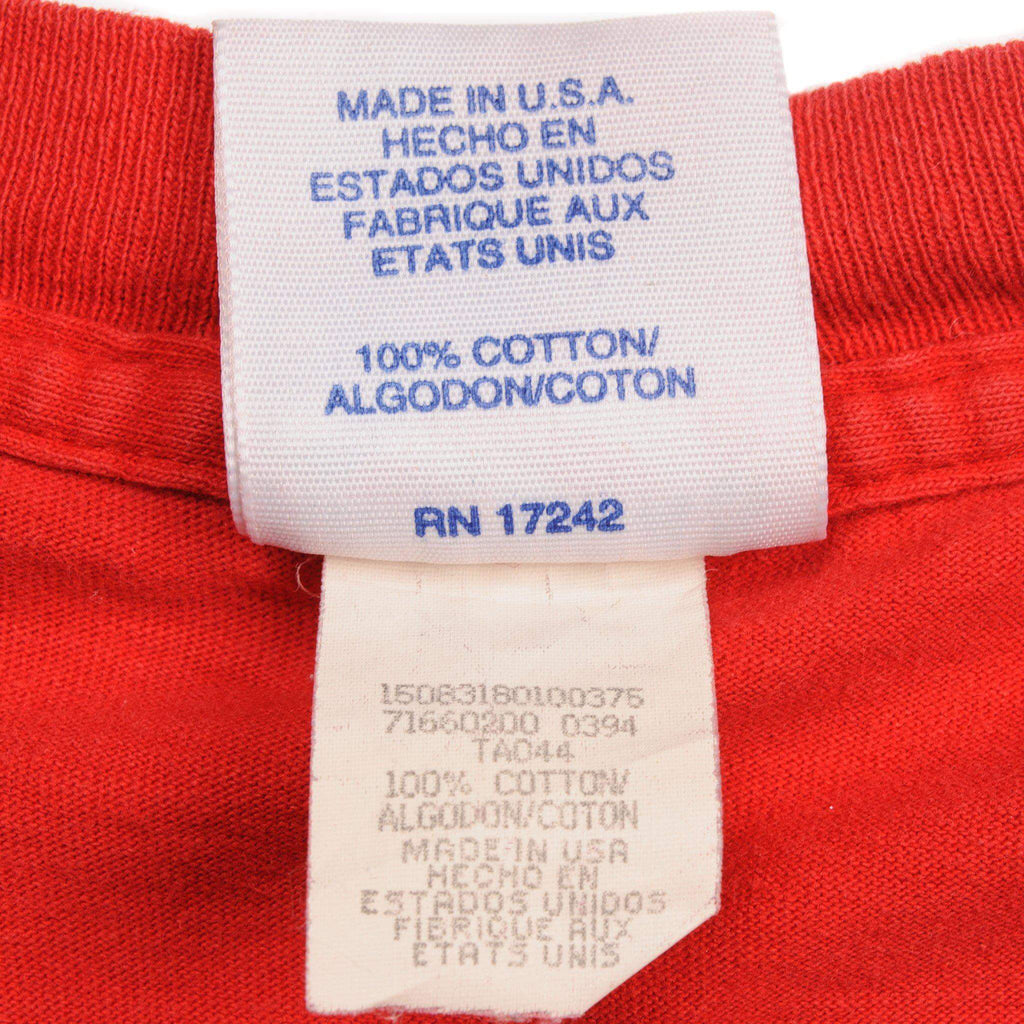 MADE IN U.S.A.
HECHO EN
ESTADOS UNIDOS
FABRIQUE AUX
ETATS UNIS
100% COTTON/
ALGODON/COTON
RN 17242
15083180100375
71660200 0394
TAO44
100% COTTON/
ALGODON/COTON
MADE IN USA
HECHO EN
ESTADOS UNIDOS
FIBRIQUE AUX
ETATS UNIS